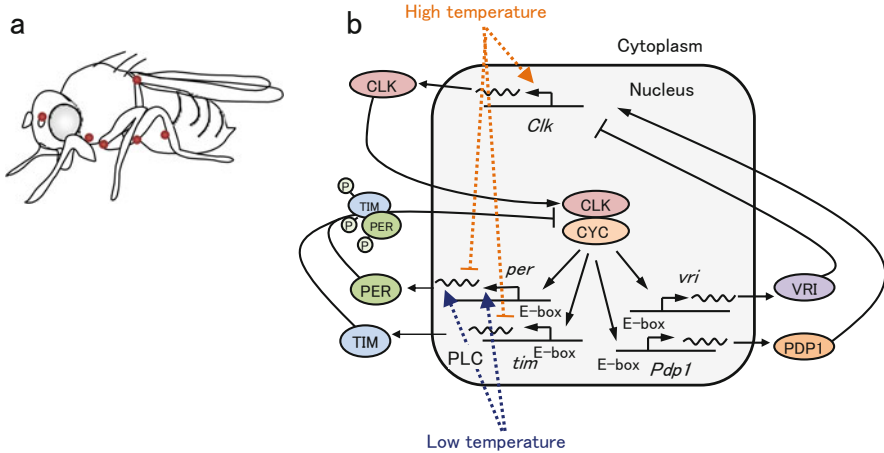 a
b
High temperature
Cytoplasm
Nucleus
CLK
Clk
P
TIM
P
PER
P
CLK
CYC
per
vri
PER
E-box
E-box
VRI
TIM
PLC
tim
E-box
E-box
Pdp1
PDP1
Low temperature